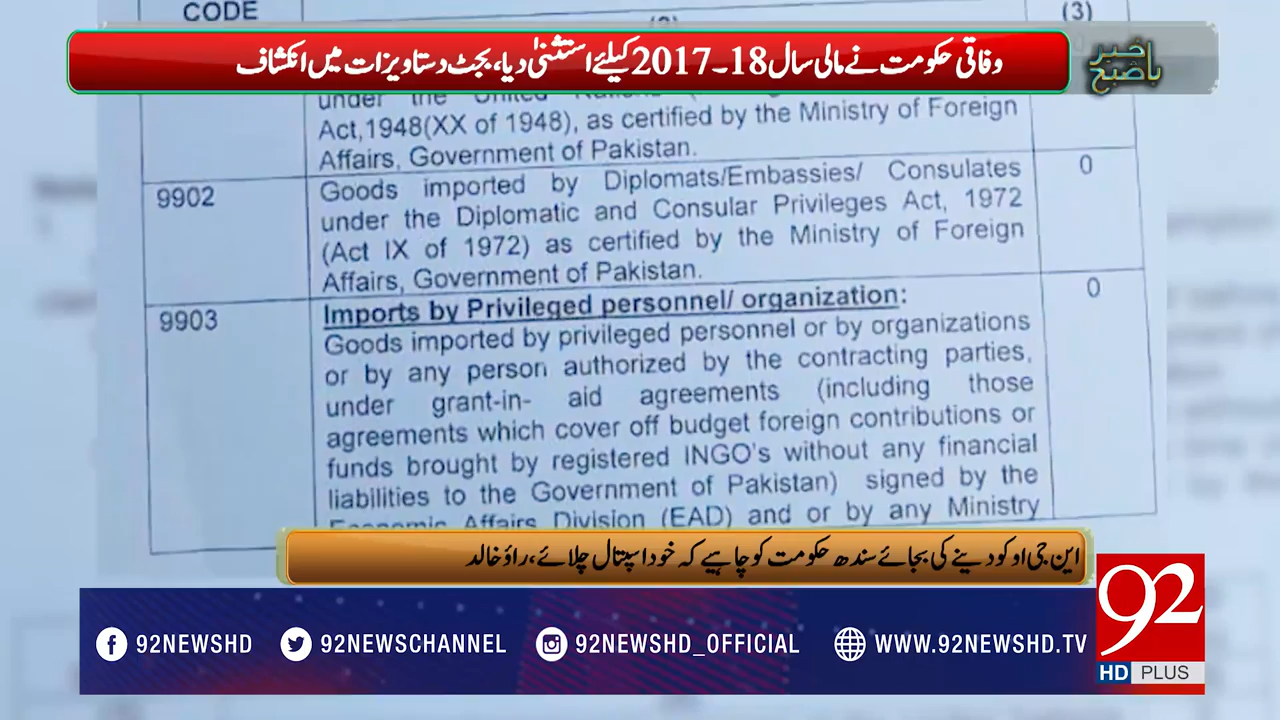 CODE
(3)
وفاقی حکومت نے مالی سال 18۔2017 کیلئے استثنیٰ دیا، بجٹ دستاویزات میں انکشاف
باخبر صبح
under the United Nations
Act,1948(XX of 1948), as certified by the Ministry of Foreign
Affairs, Government of Pakistan.
9902
Goods imported by Diplomats/Embassies/ Consulates
0
under the Diplomatic and Consular Privileges Act, 1972
(Act IX of 1972) as certified by the Ministry of Foreign
Affairs, Government of Pakistan.
9903
Imports by Privileged personnel/ organization:
0
Goods imported by privileged personnel or by organizations
or by any person authorized by the contracting parties,
under grant-in- aid agreements (including those
agreements which cover off budget foreign contributions or
funds brought by registered INGO's without any financial
liabilities to the Government of Pakistan) signed by the
Economic Affairs Division (EAD) and or by any Ministry
این جی او کو دینے کی بجائے سندھ حکومت کو چاہیے کہ خود اسپتال چلائے، راؤ خالد
92NEWSHD
92NEWSCHANNEL
92NEWSHD_OFFICIAL
WWW.92NEWSHD.TV
92
HD PLUS